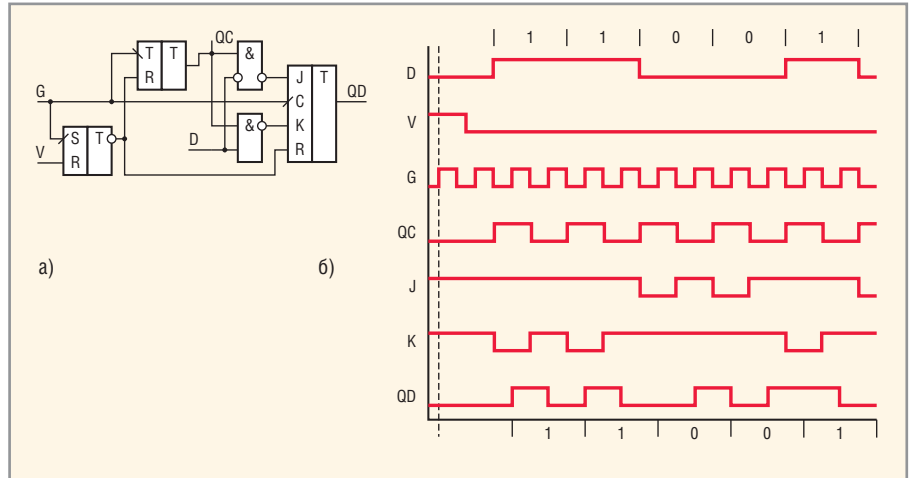 QC
T T
R
&
J T
C
K
R
QD
G
&
D
S T
R
V
а)
б)
| 1 | 1 | 0 | 0 | 1 |
D
V
G
QC
J
K
QD
| 1 | 1 | 0 | 0 | 1 |